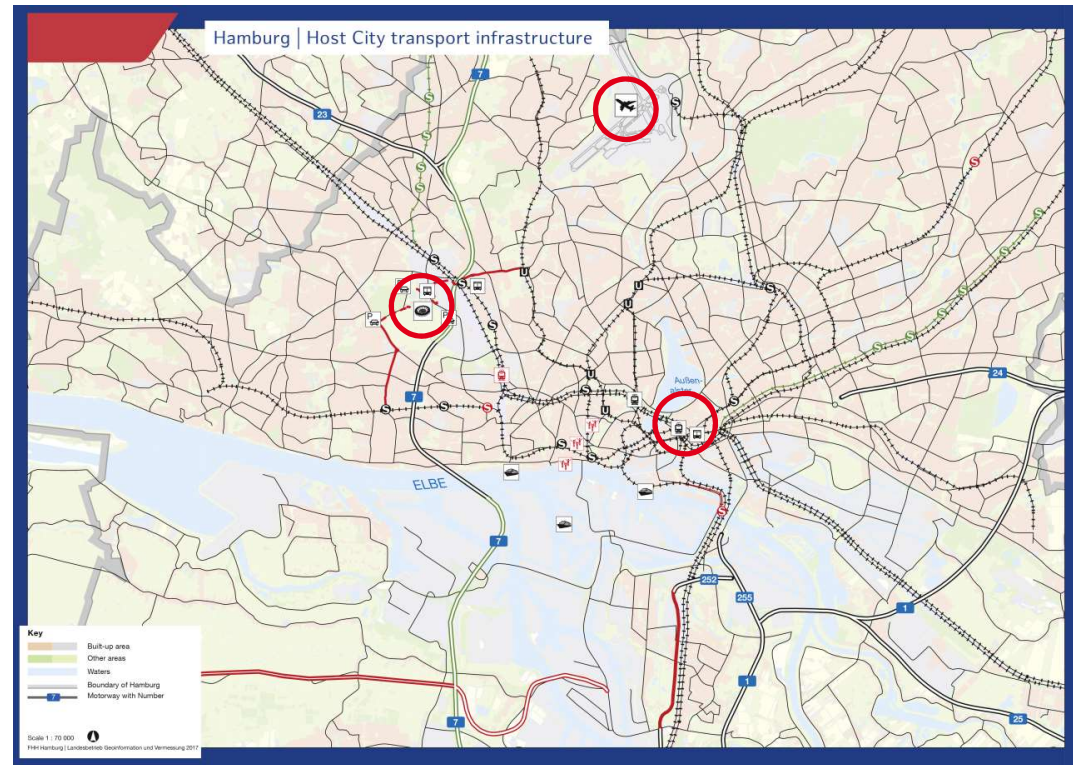 Hamburg | Host City transport infrastructure
7
23
S
S
S
S
S
S
S
S
S
U
S
U
U
S
P
P
S
S
S
S
S
24
Außen-
alster
U
S
S
7
S
S
U
S
S
ELBE
S
7
252
255
1
1
7
25
Key
Built-up area
Other areas
Waters
Boundary of Hamburg
7
Motorway with Number
Scale 1 : 70 000
FHH Hamburg | Landesbetrieb Geoinformation und Vermessung 2017